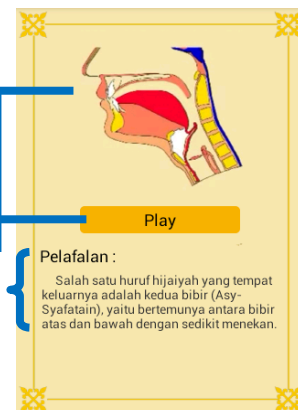 Play
Pelafalan :
Salah satu huruf hijaiyah yang tempat
keluarnya adalah kedua bibir (Asy-
Syafatain), yaitu bertemunya antara bibir
atas dan bawah dengan sedikit menekan.